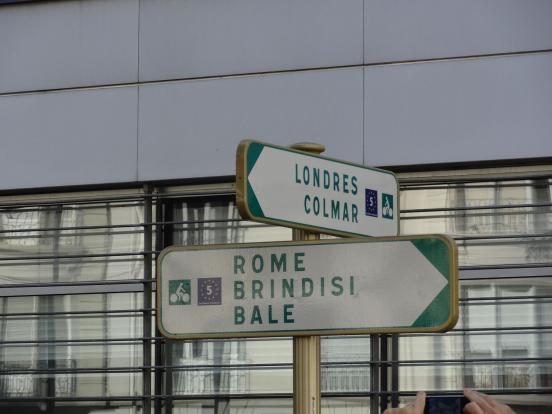 LONDRES
COLMAR
5
ROME
BRINDISI
BALE
5